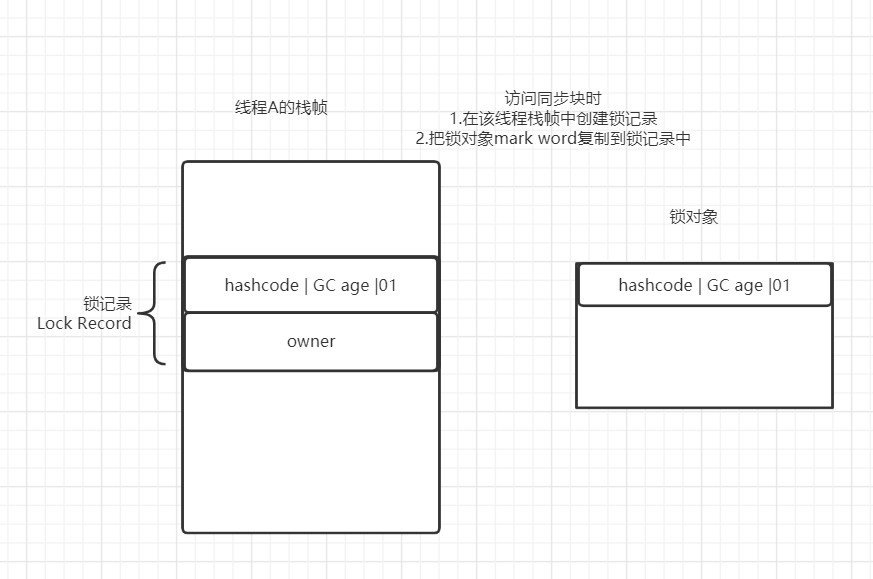 线程A的栈帧
访问同步块时
1.在该线程栈帧中创建锁记录
2.把锁对象mark word复制到锁记录中
锁对象
hashcode | GC age |01
hashcode | GC age |01
锁记录
Lock Record
owner